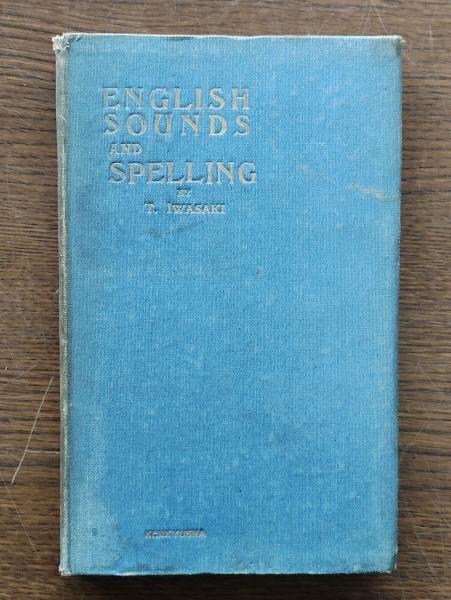 ENGLISH
SOUNDS
AND
SPELLING
BY
T. IWASAKI
KENKYUSHA